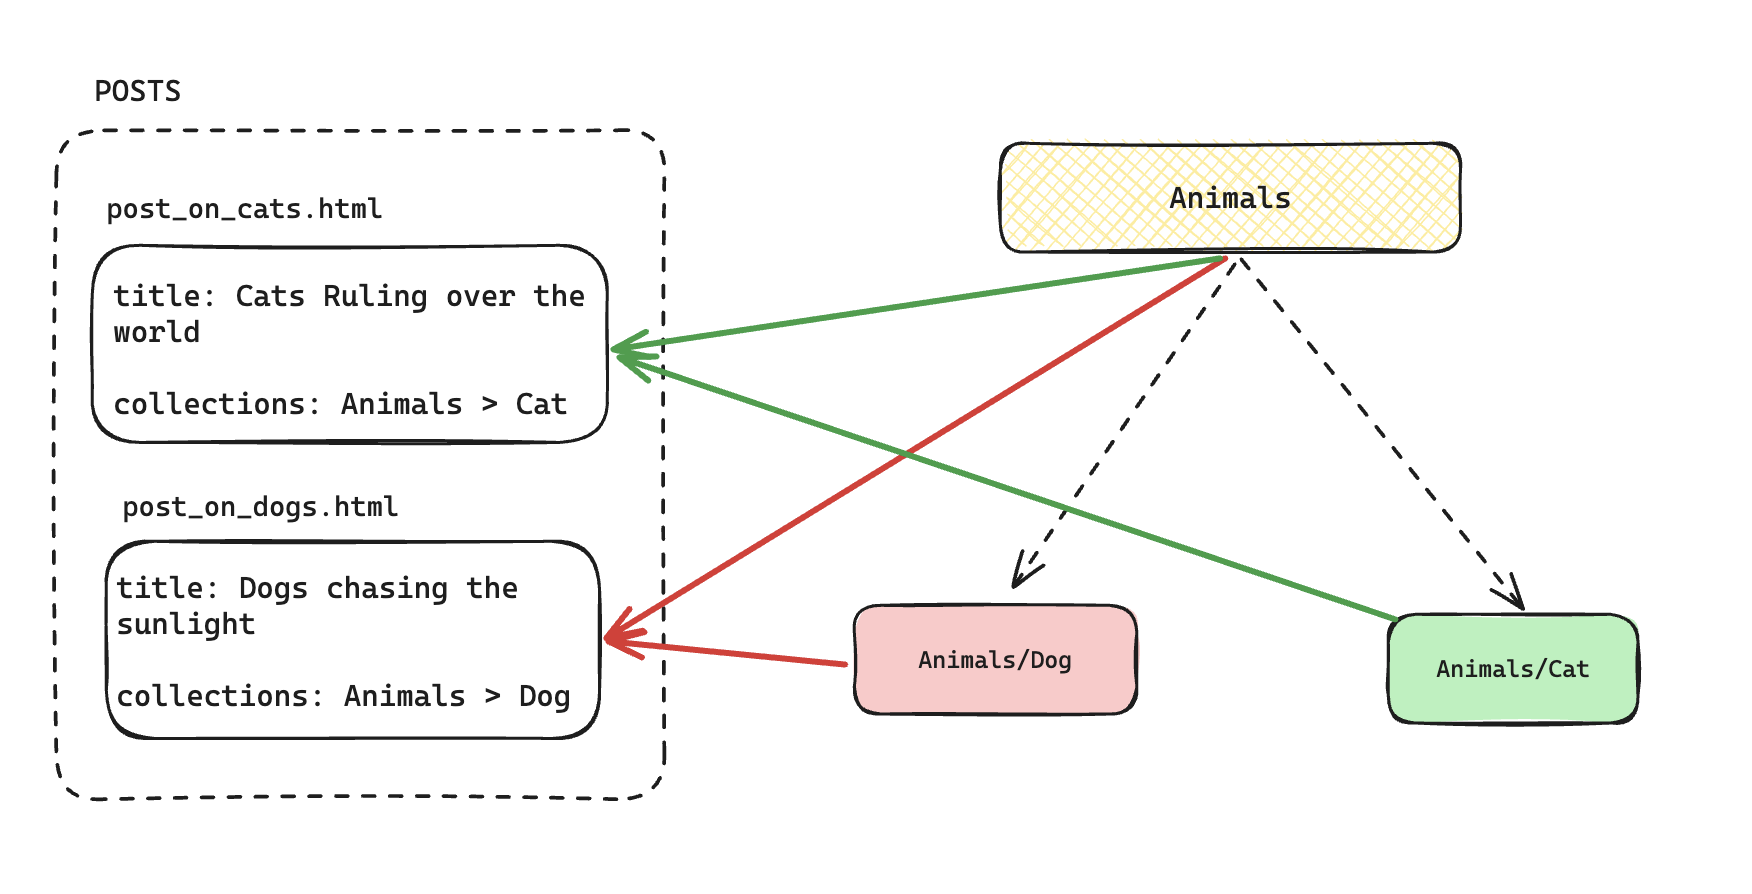 POSTS
post_on_cats.html
title: Cats Ruling over the
world
collections: Animals > Cat
post_on_dogs.html
title: Dogs chasing the
sunlight
collections: Animals > Dog
Animals
Animals/Dog
Animals/Cat